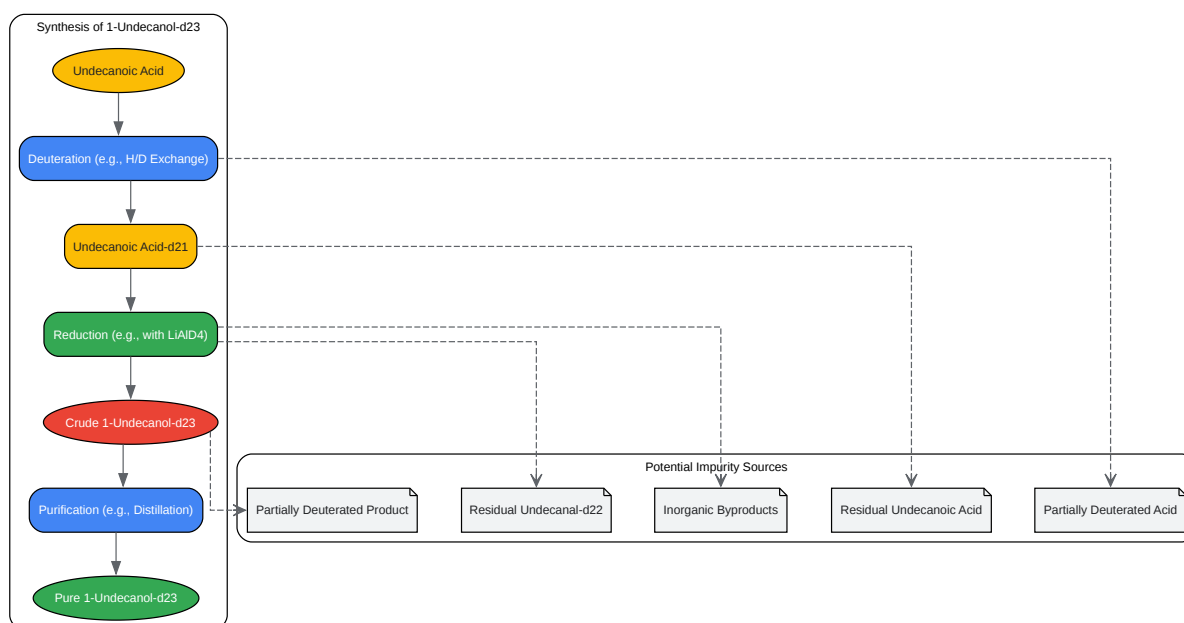 Synthesis of 1-Undecanol-d23
Undecanoic Acid
Deuteration (e.g., H/D Exchange)
Undecanoic Acid-d21
Reduction (e.g., with LiAlD4)
Crude 1-Undecanol-d23
Purification (e.g., Distillation)
Pure 1-Undecanol-d23
Potential Impurity Sources
Partially Deuterated Product
Residual Undecanal-d22
Inorganic Byproducts
Residual Undecanoic Acid
Partially Deuterated Acid